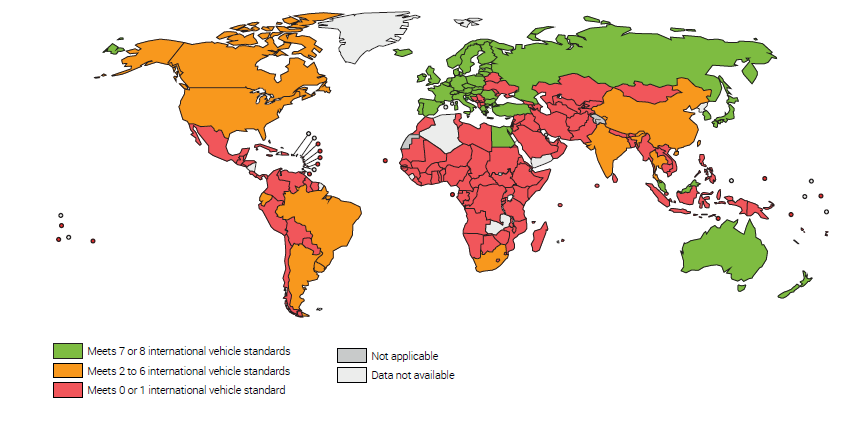 Meets 7 or 8 international vehicle standards
Meets 2 to 6 international vehicle standards
Meets 0 or 1 international vehicle standard
Not applicable
Data not available